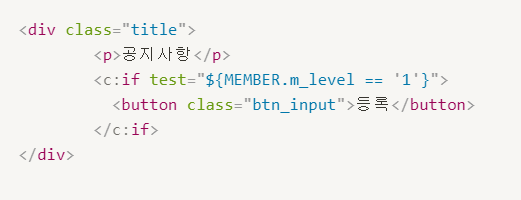 <div class="title">
        <p>공지사항</p>
        <c:if test="${MEMBER.m_level == '1'}">
          <button class="btn_input">등록</button>
        </c:if>
</div>